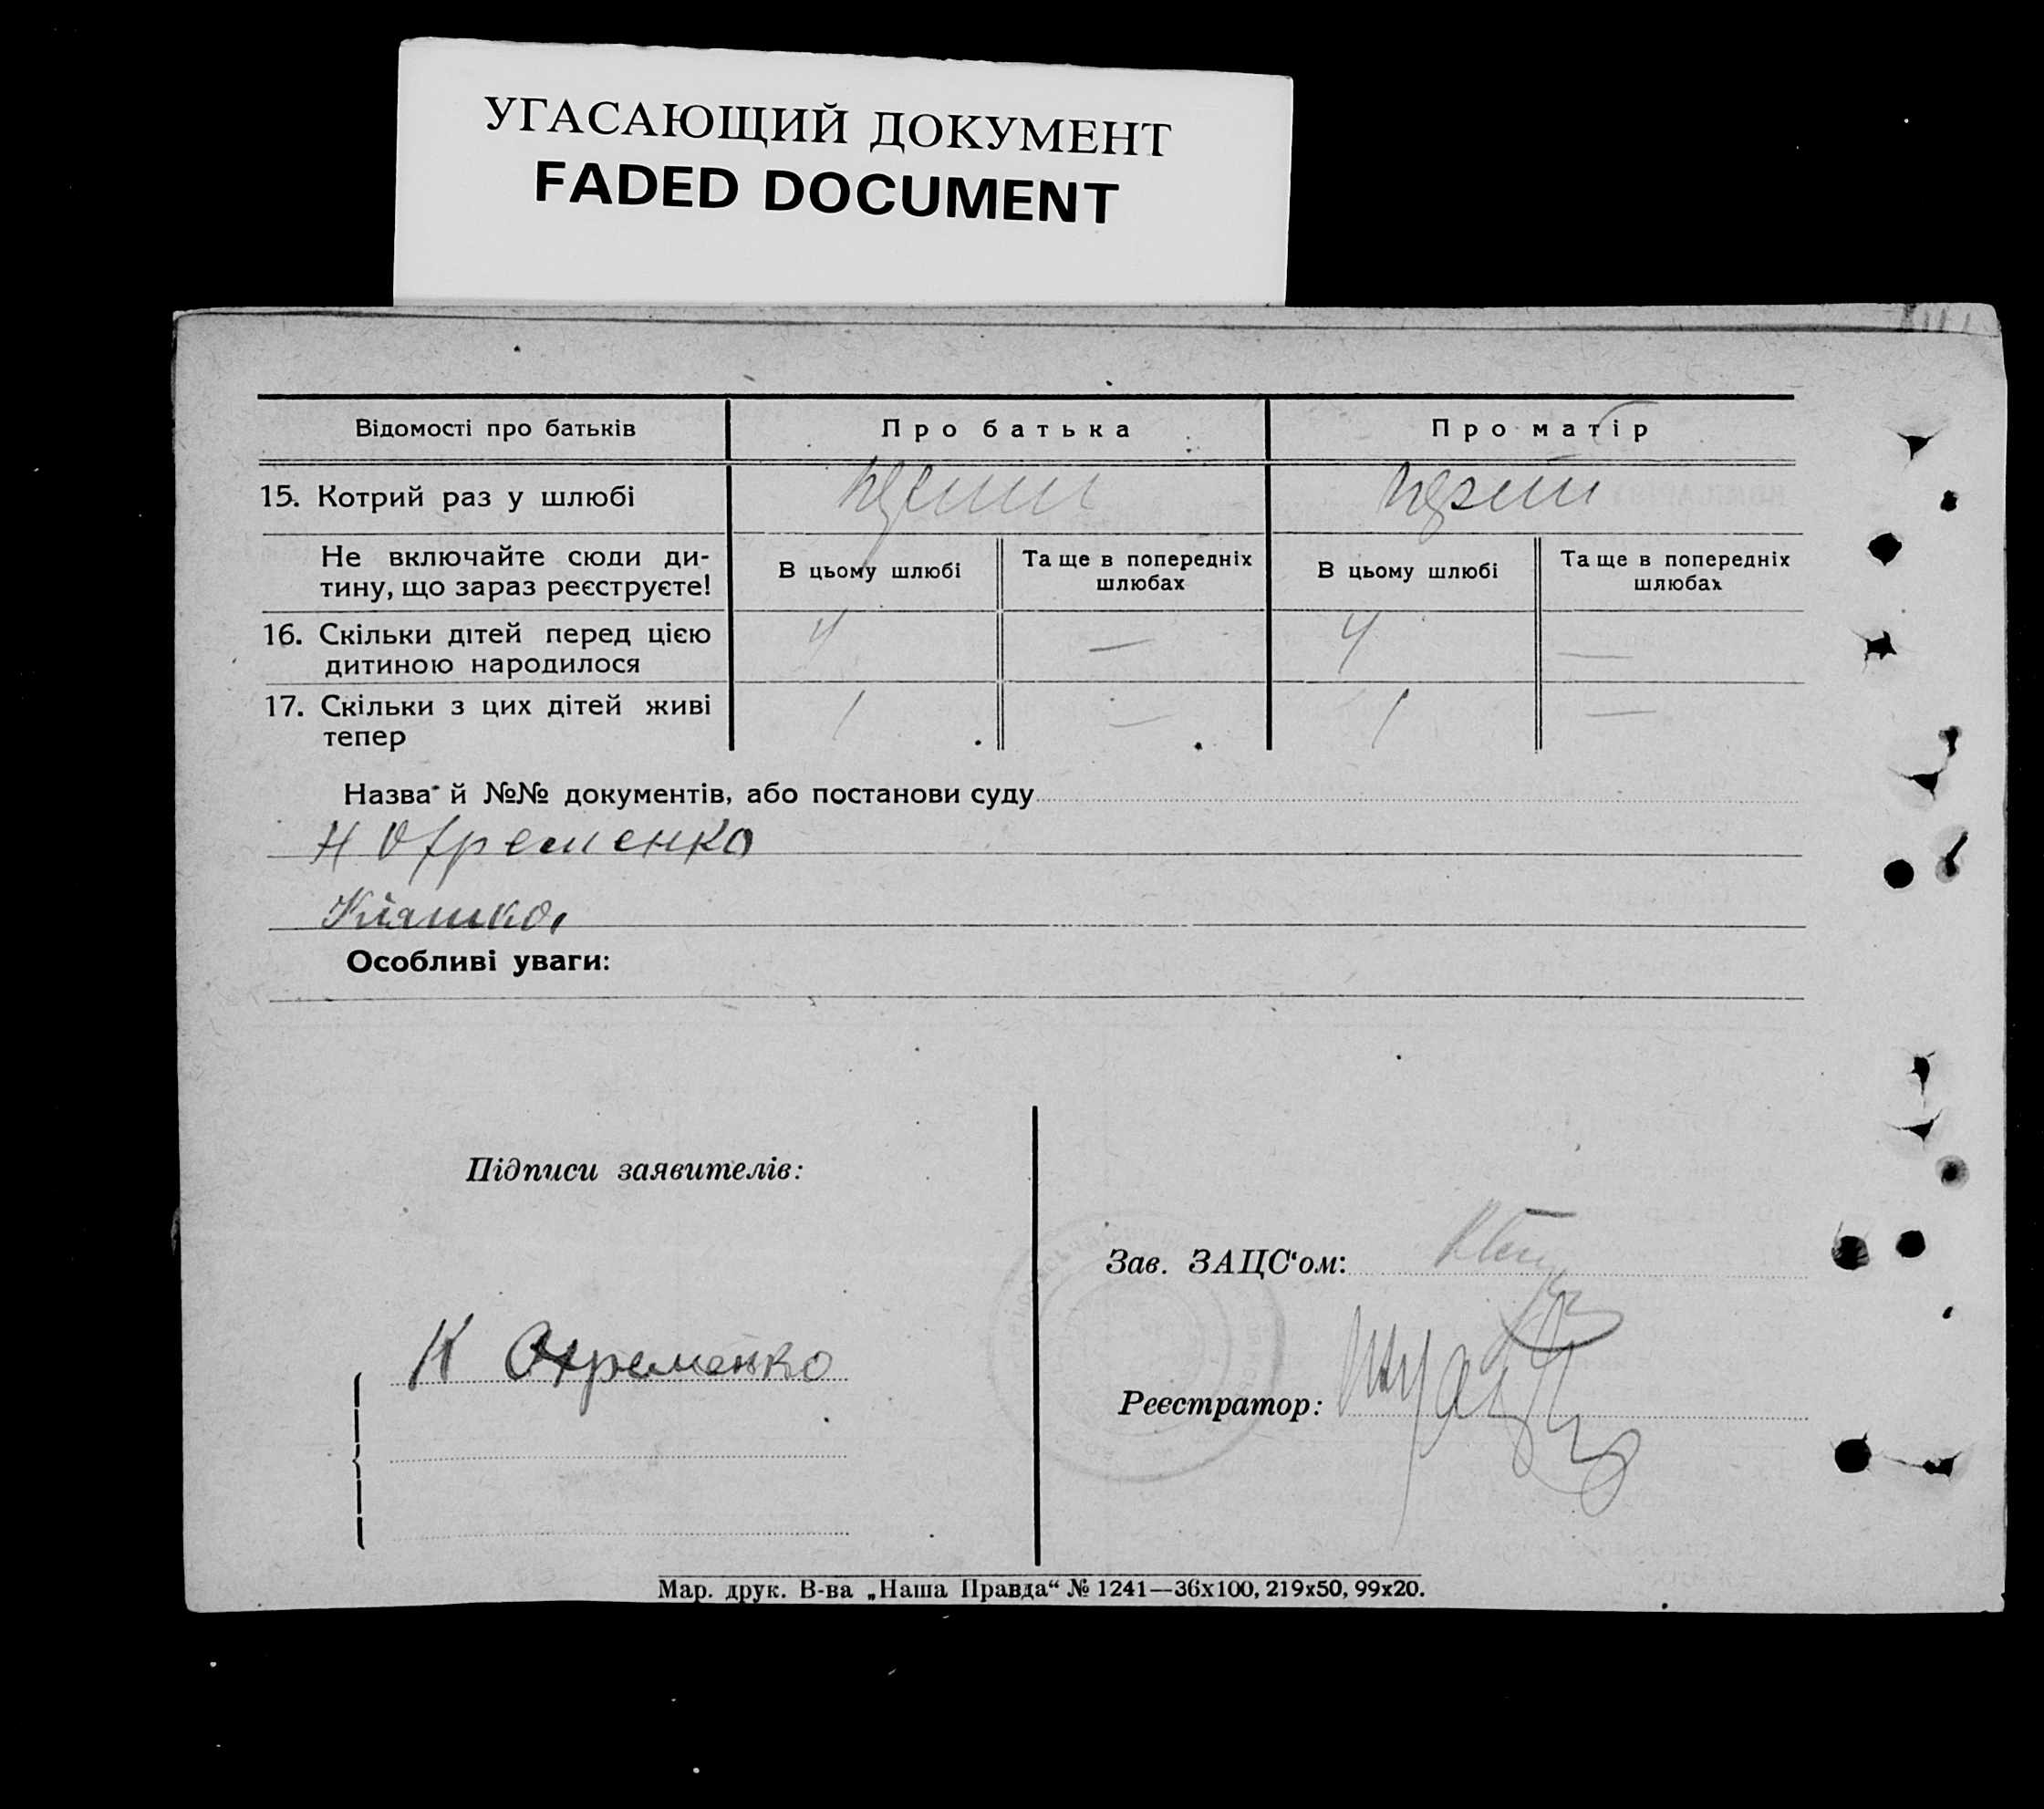 УГАСАЮЩИЙ ДОКУМЕНТ
FADED DOCUMENT
Відомості про батьків
Про батька
Про матір
15. Котрий раз у шлюбі
Не включайте сюди ди-
тину, що зараз реєструєте!
В цьому шлюбі
Та ще в попередніх
шлюбах
В цьому шлюбі
Та ще в попередніх
шлюбах
16. Скільки дітей перед цією
дитиною народилося
4 — 4 —
17. Скільки з цих дітей живі
тепер
1 — 1 —
Назва й №№ документів, або постанови суду
Н Охременко
Кляшко,
Особливі уваги:
Підписи заявителів:
К Охременко
Зав. ЗАЦС‘ом:
Реєстратор:
Мар. друк. В-ва „Наша Правда“ № 1241—36х100, 219х50, 99х20.